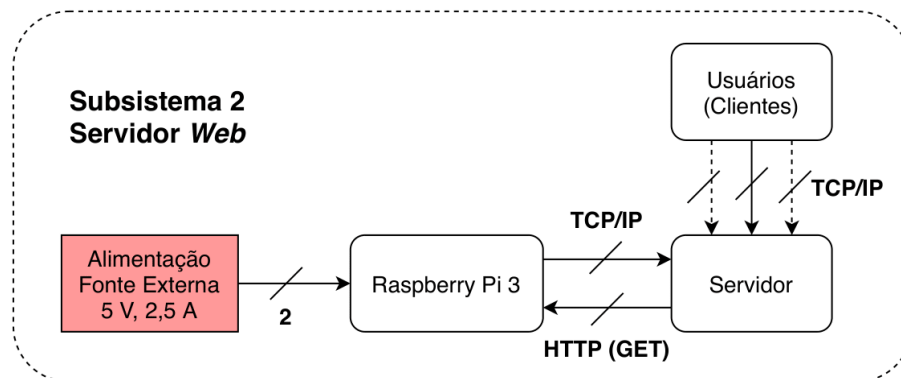 Subsistema 2
Servidor Web
Usuários
(Clientes)
TCP/IP
TCP/IP
Alimentação
Fonte Externa
5 V, 2,5 A
2
Raspberry Pi 3
Servidor
HTTP (GET)